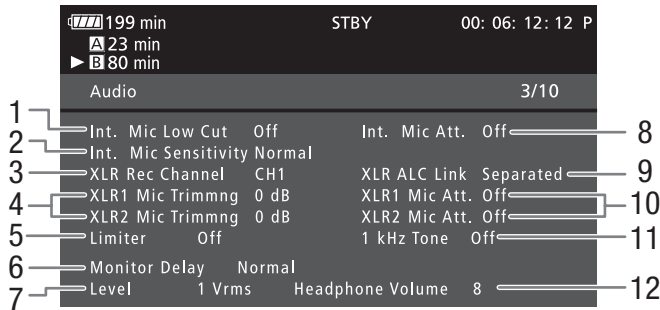 199 min STBY 00: 06: 12: 12 P
A 23 min
B 80 min
Audio 3/10
1 Int. Mic Low Cut Off Int. Mic Att. Off 8
2 Int. Mic Sensitivity Normal
3 XLR Rec Channel CH1 XLR ALC Link Separated 9
4 XLR1 Mic Trimmng 0 dB XLR1 Mic Att. Off 10
XLR2 Mic Trimmng 0 dB XLR2 Mic Att. Off
5 Limiter Off 1 kHz Tone Off 11
6 Monitor Delay Normal
7 Level 1 Vrms Headphone Volume 8 12